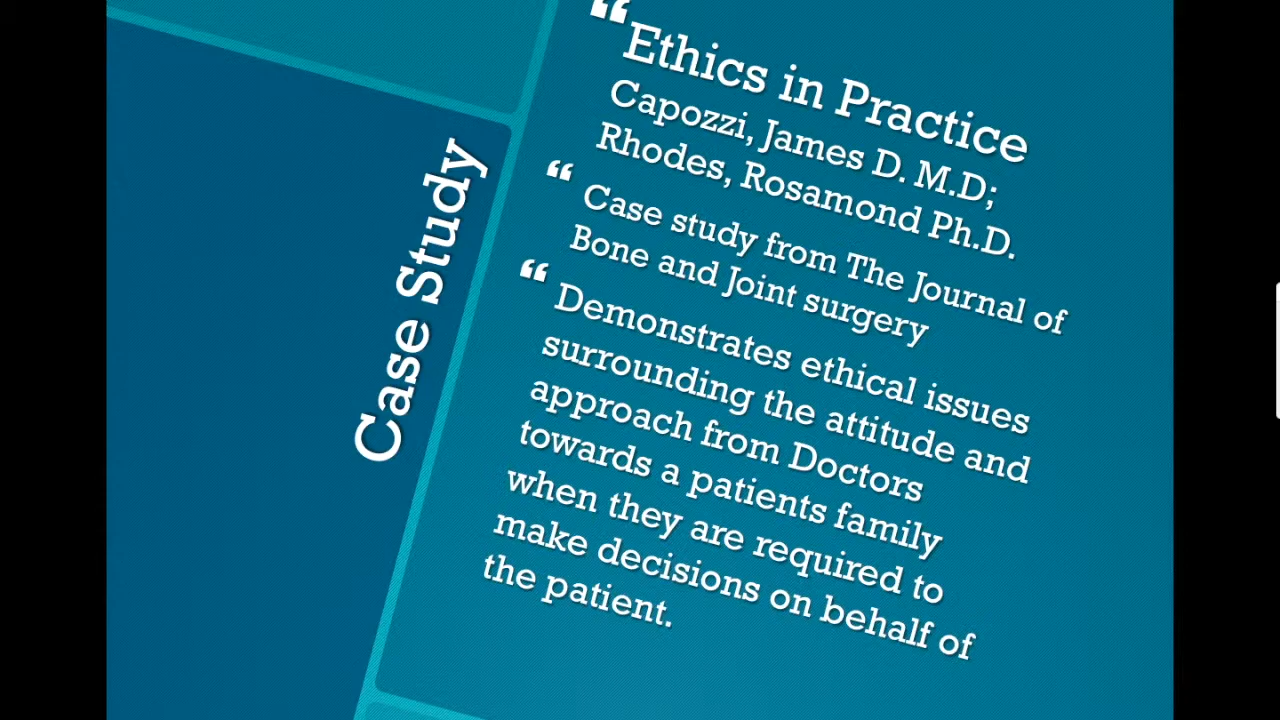 Case Study
“Ethics in Practice
Capozzi, James D. M.D;
Rhodes, Rosamond Ph.D.
“ Case study from The Journal of
Bone and Joint surgery
“ Demonstrates ethical issues
surrounding the attitude and
approach from Doctors
towards a patients family
when they are required to
make decisions on behalf of
the patient.